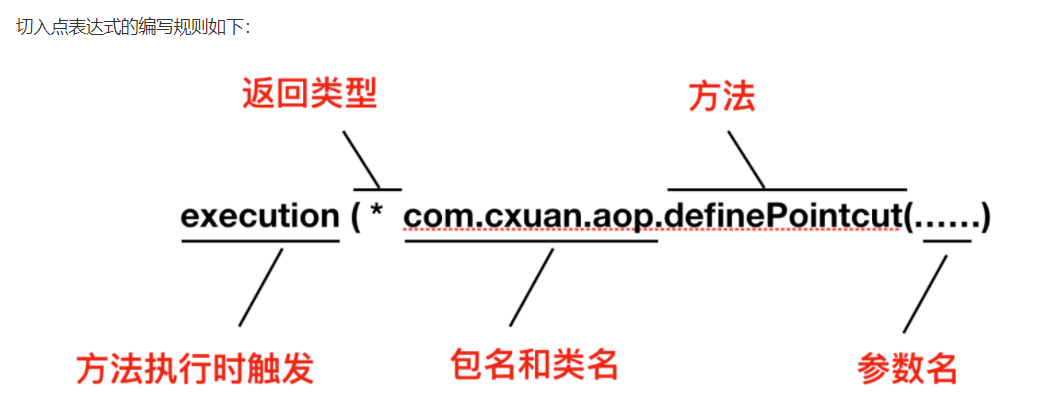 切入点表达式的编写规则如下：
返回类型
方法
execution ( * com.cxuan.aop.definePointcut(……)
方法执行时触发
包名和类名
参数名